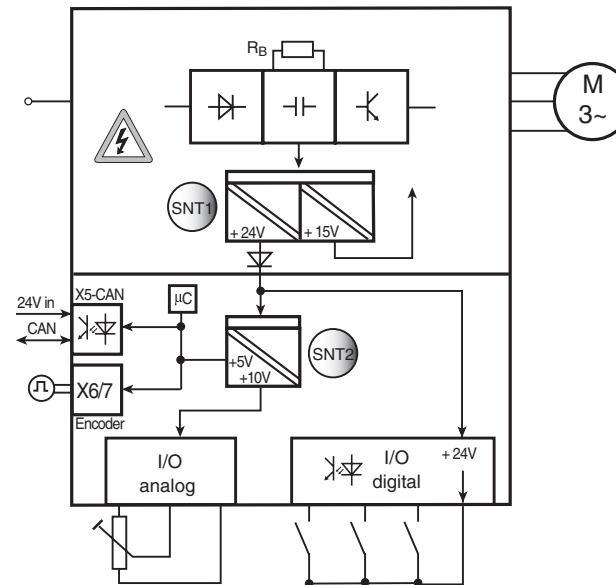 RB
M
3~
SNT1
+ 24V
+ 15V
X5-CAN
24V in
CAN
µC
SNT2
+5V
+10V
X6/7
Encoder
I/O
analog
I/O
digital
+ 24V